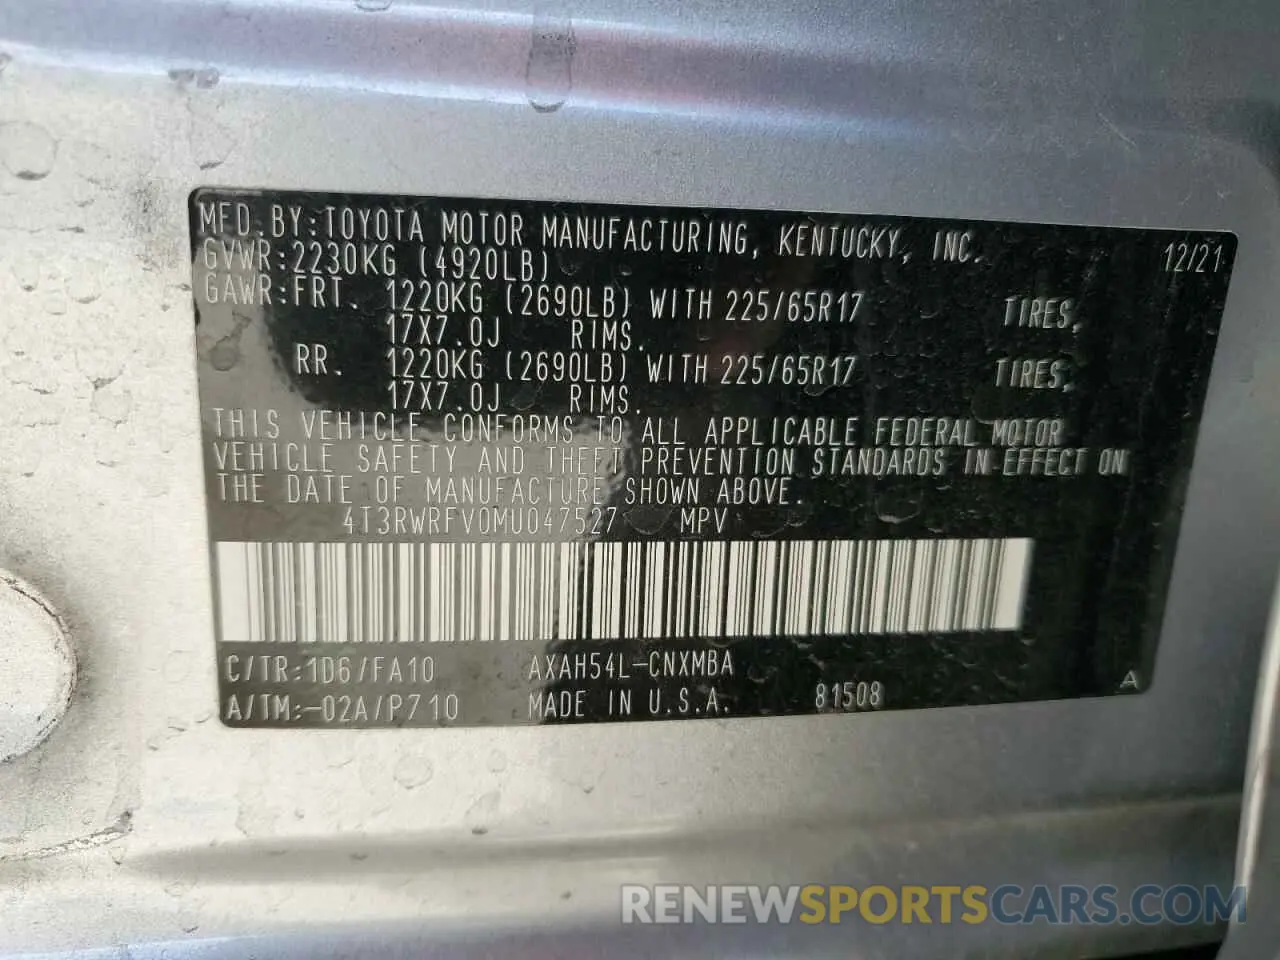 MFD. BY: TOYOTA MOTOR MANUFACTURING, KENTUCKY, INC. 12/21
GVWR: 2230KG (4920LB)
GAWR: FRT. 1220KG (2690LB) WITH 225/65R17 TIRES,
17X7.0J RIMS.
RR. 1220KG (2690LB) WITH 225/65R17 TIRES,
17X7.0J RIMS.
THIS VEHICLE CONFORMS TO ALL APPLICABLE FEDERAL MOTOR
VEHICLE SAFETY AND THEFT PREVENTION STANDARDS IN EFFECT ON
THE DATE OF MANUFACTURE SHOWN ABOVE.
4T3RWRFV0MU047527 MPV
C/TR: 1D6/FA10 AXAH54L-CNXMBA
A/TM: -02A/P710 MADE IN U.S.A. 81508 A
RENEWSPORTSCARS.COM